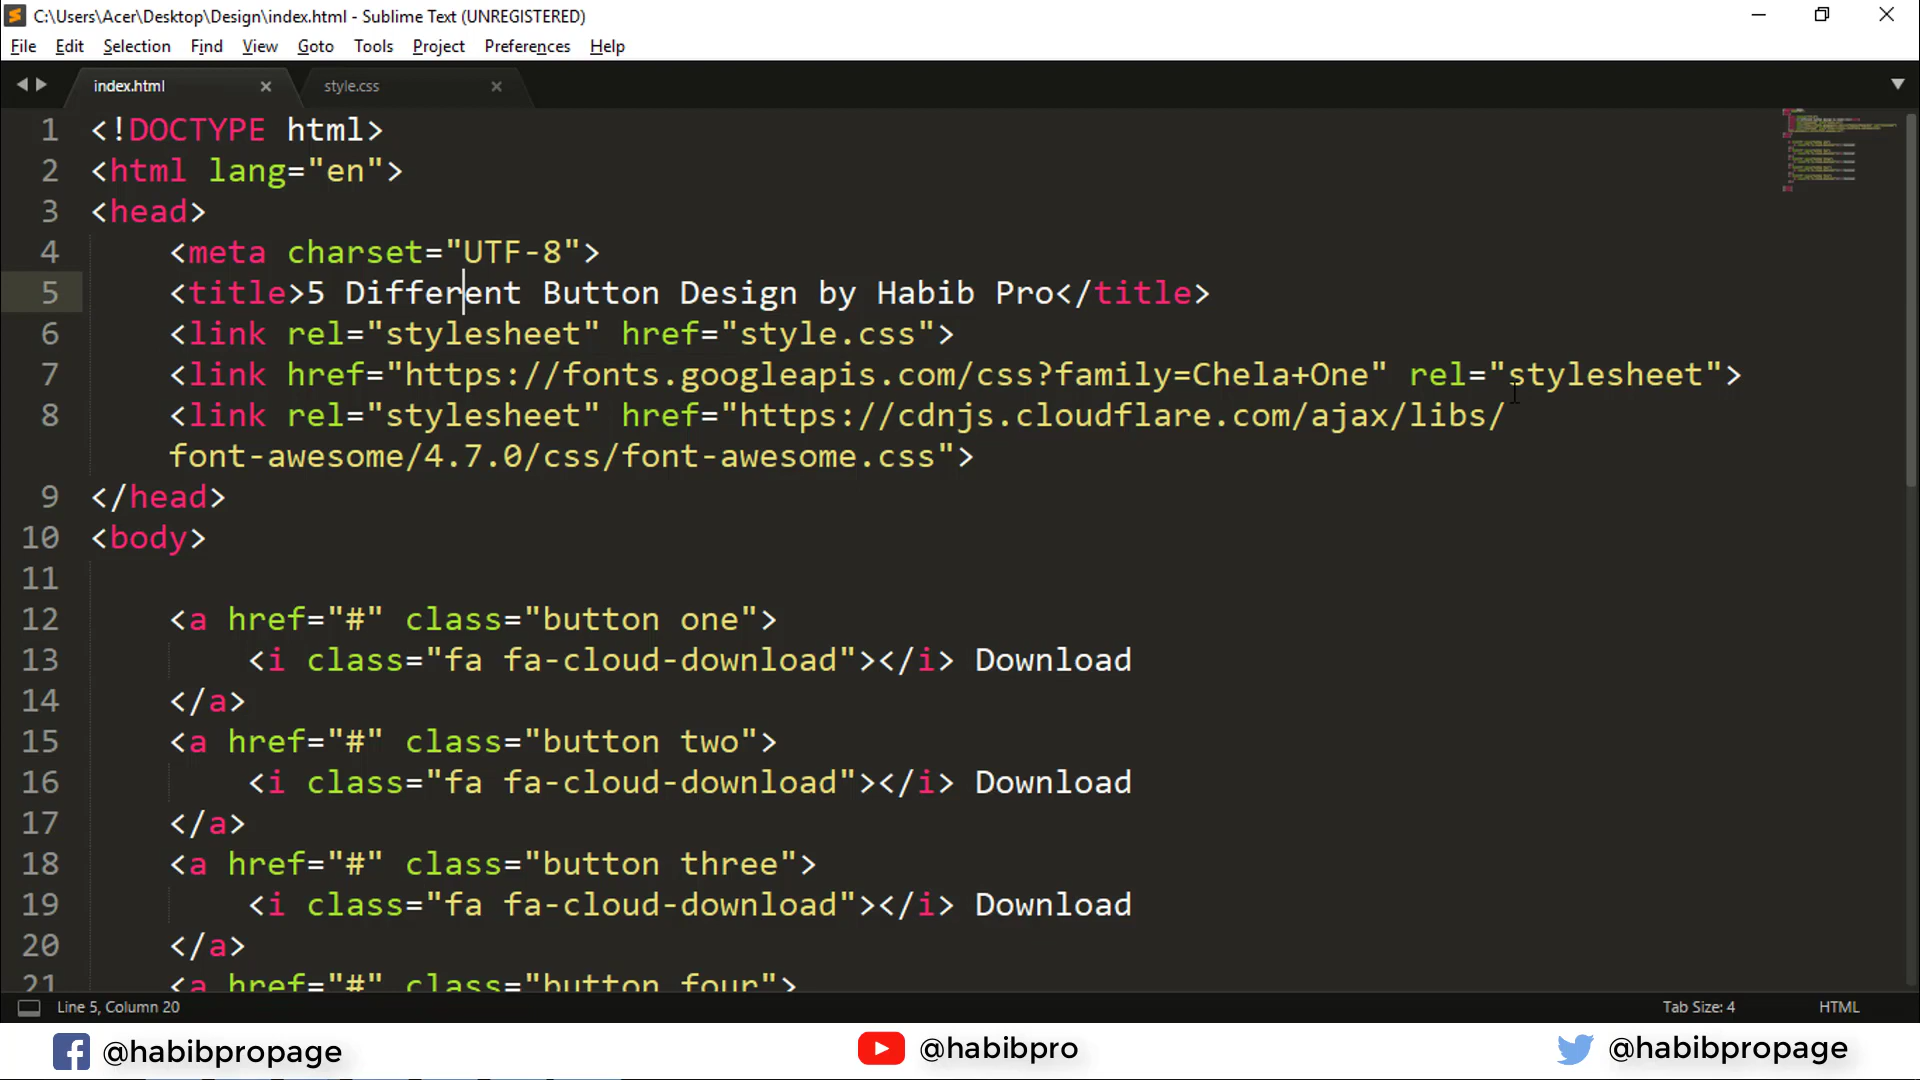 C:\Users\Acer\Desktop\Design\index.html - Sublime Text (UNREGISTERED)
File Edit Selection Find View Goto Tools Project Preferences Help
index.html style.css
1 <!DOCTYPE html>
2 <html lang="en">
3 <head>
4 <meta charset="UTF-8">
5 <title>5 Different Button Design by Habib Pro</title>
6 <link rel="stylesheet" href="style.css">
7 <link href="https://fonts.googleapis.com/css?family=Chela+One" rel="stylesheet">
8 <link rel="stylesheet" href="https://cdnjs.cloudflare.com/ajax/libs/
font-awesome/4.7.0/css/font-awesome.css">
9 </head>
10 <body>
11
12 <a href="#" class="button one">
13 <i class="fa fa-cloud-download"></i> Download
14 </a>
15 <a href="#" class="button two">
16 <i class="fa fa-cloud-download"></i> Download
17 </a>
18 <a href="#" class="button three">
19 <i class="fa fa-cloud-download"></i> Download
20 </a>
21 <a href="#" class="button four">
Line 5, Column 20 Tab Size: 4 HTML
@habibpropage @habibpro @habibpropage